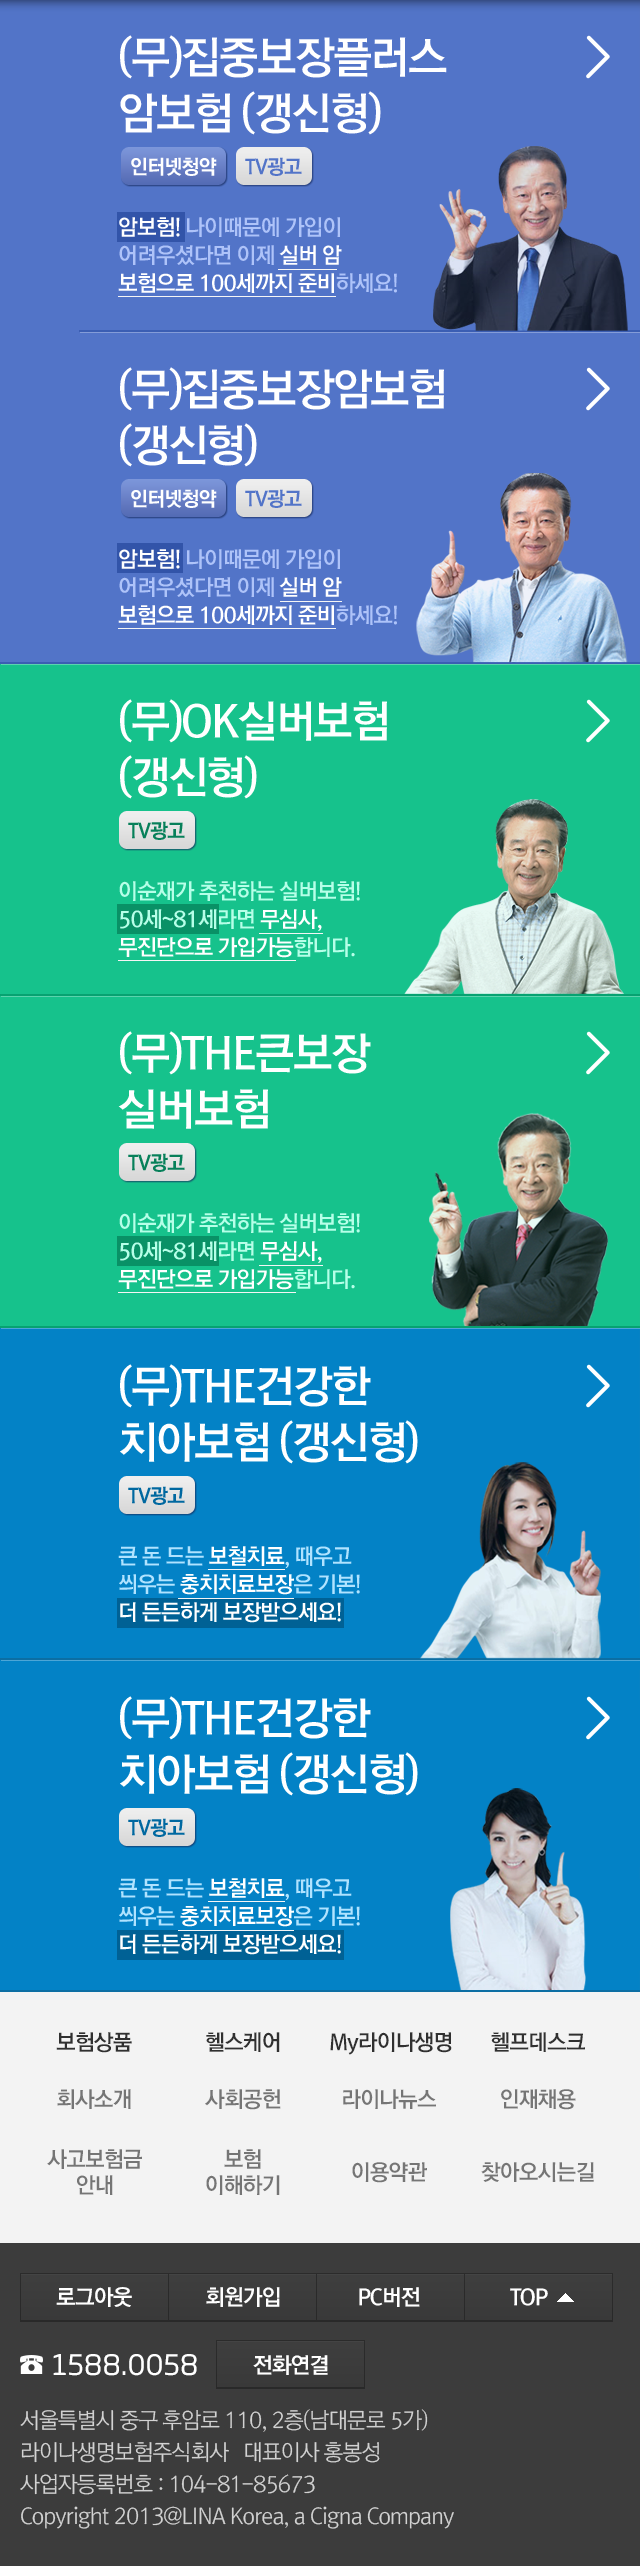 (무)집중보장플러스
암보험 (갱신형)
인터넷청약 TV광고
암보험! 나이때문에 가입이
어려우셨다면 이제 실버 암
보험으로 100세까지 준비하세요!
(무)집중보장암보험
(갱신형)
인터넷청약 TV광고
암보험! 나이때문에 가입이
어려우셨다면 이제 실버 암
보험으로 100세까지 준비하세요!
(무)OK실버보험
(갱신형)
TV광고
이순재가 추천하는 실버보험!
50세~81세라면 무심사,
무진단으로 가입가능합니다.
(무)THE큰보장
실버보험
TV광고
이순재가 추천하는 실버보험!
50세~81세라면 무심사,
무진단으로 가입가능합니다.
(무)THE건강한
치아보험 (갱신형)
TV광고
큰 돈 드는 보철치료, 때우고
씌우는 충치치료보장은 기본!
더 든든하게 보장받으세요!
(무)THE건강한
치아보험 (갱신형)
TV광고
큰 돈 드는 보철치료, 때우고
씌우는 충치치료보장은 기본!
더 든든하게 보장받으세요!
보험상품 헬스케어 My라이나생명 헬프데스크
회사소개 사회공헌 라이나뉴스 인재채용
사고보험금
안내
보험
이해하기
이용약관 찾아오시는길
로그아웃 회원가입 PC버전 TOP
1588.0058 전화연결
서울특별시 중구 후암로 110, 2층(남대문로 5가)
라이나생명보험주식회사 대표이사 홍봉성
사업자등록번호 : 104-81-85673
Copyright 2013@LINA Korea, a Cigna Company